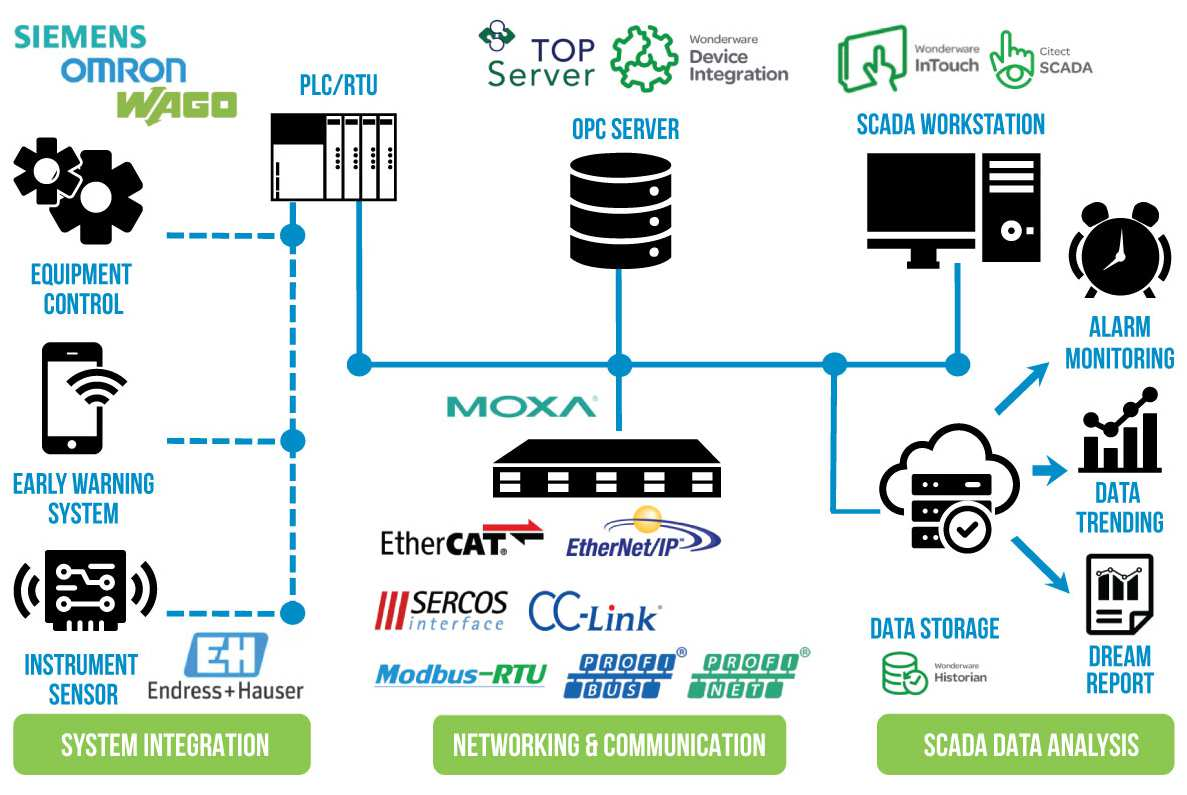 SIEMENS
OMRON
WAGO
PLC/RTU
EQUIPMENT
CONTROL
EARLY WARNING
SYSTEM
INSTRUMENT
SENSOR
EH
Endress+Hauser
SYSTEM INTEGRATION
TOP
Server
Wonderware
Device
Integration
OPC SERVER
MOXA®
EtherCAT®
EtherNet/IP™
SERCOS
interface
CC-Link®
Modbus-RTU
PROFI®
BUS
PROFI®
NET
NETWORKING & COMMUNICATION
Wonderware
InTouch
Citect
SCADA
SCADA WORKSTATION
ALARM
MONITORING
DATA
TRENDING
DATA STORAGE
Wonderware
Historian
DREAM
REPORT
SCADA DATA ANALYSIS